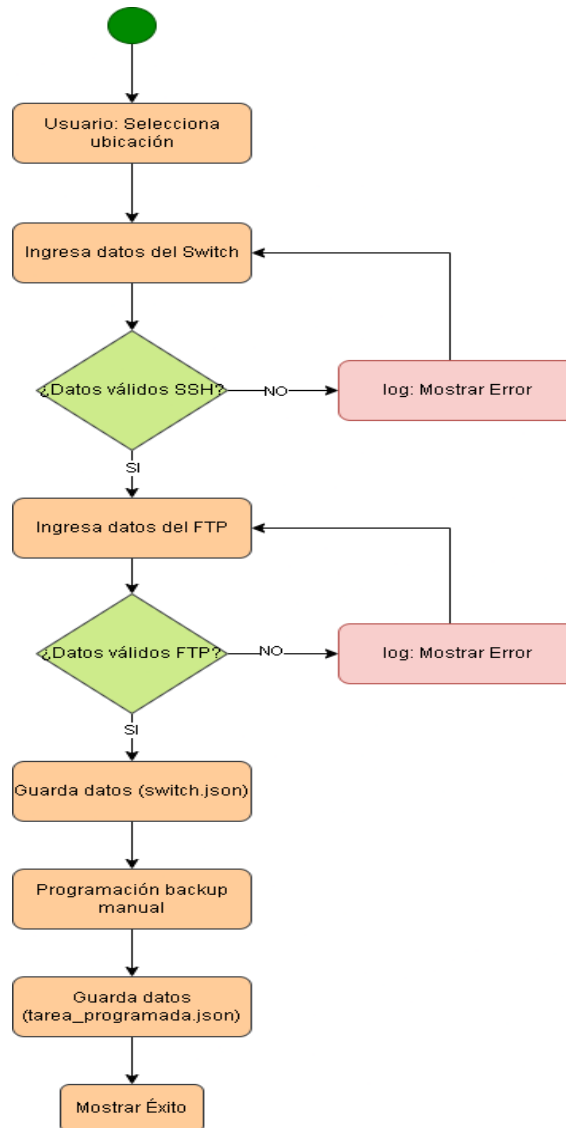 Usuario: Selecciona
ubicación
Ingresa datos del Switch
¿Datos válidos SSH?
NO
log: Mostrar Error
SI
Ingresa datos del FTP
¿Datos válidos FTP?
NO
log: Mostrar Error
SI
Guarda datos (switch.json)
Programación backup
manual
Guarda datos
(tarea_programada.json)
Mostrar Éxito